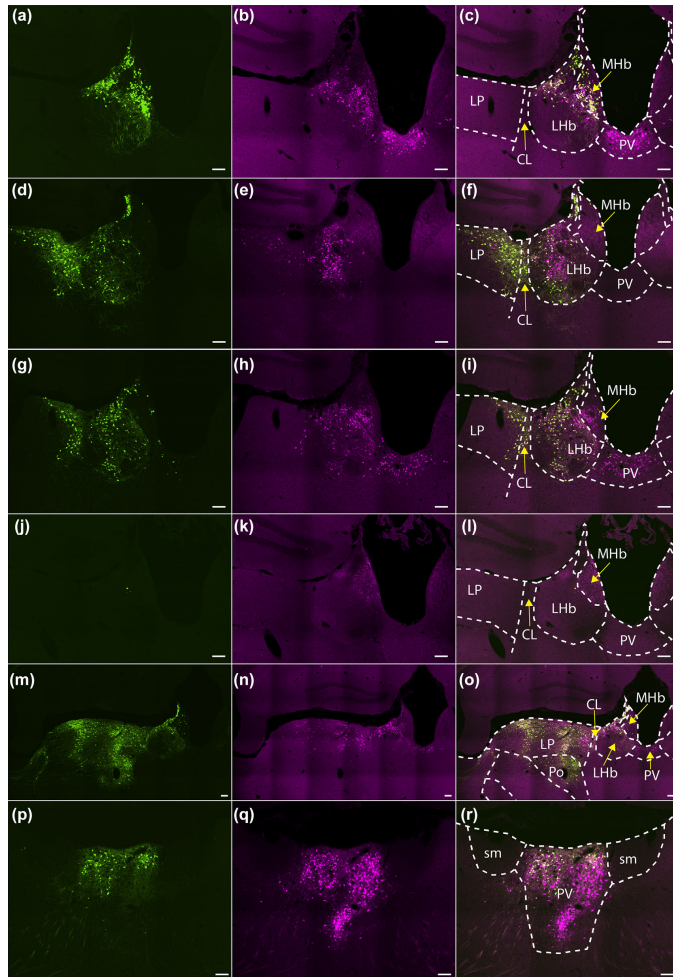 (a) (b) (c)
MHb
LP
LHb
PV
CL
(d) (e) (f)
MHb
LP
LHb
PV
CL
(g) (h) (i)
MHb
LP
LHb
PV
CL
(j) (k) (l)
MHb
LP
LHb
CL
PV
(m) (n) (o)
CL MHb
LP
Po
LHb PV
(p) (q) (r)
sm sm
PV